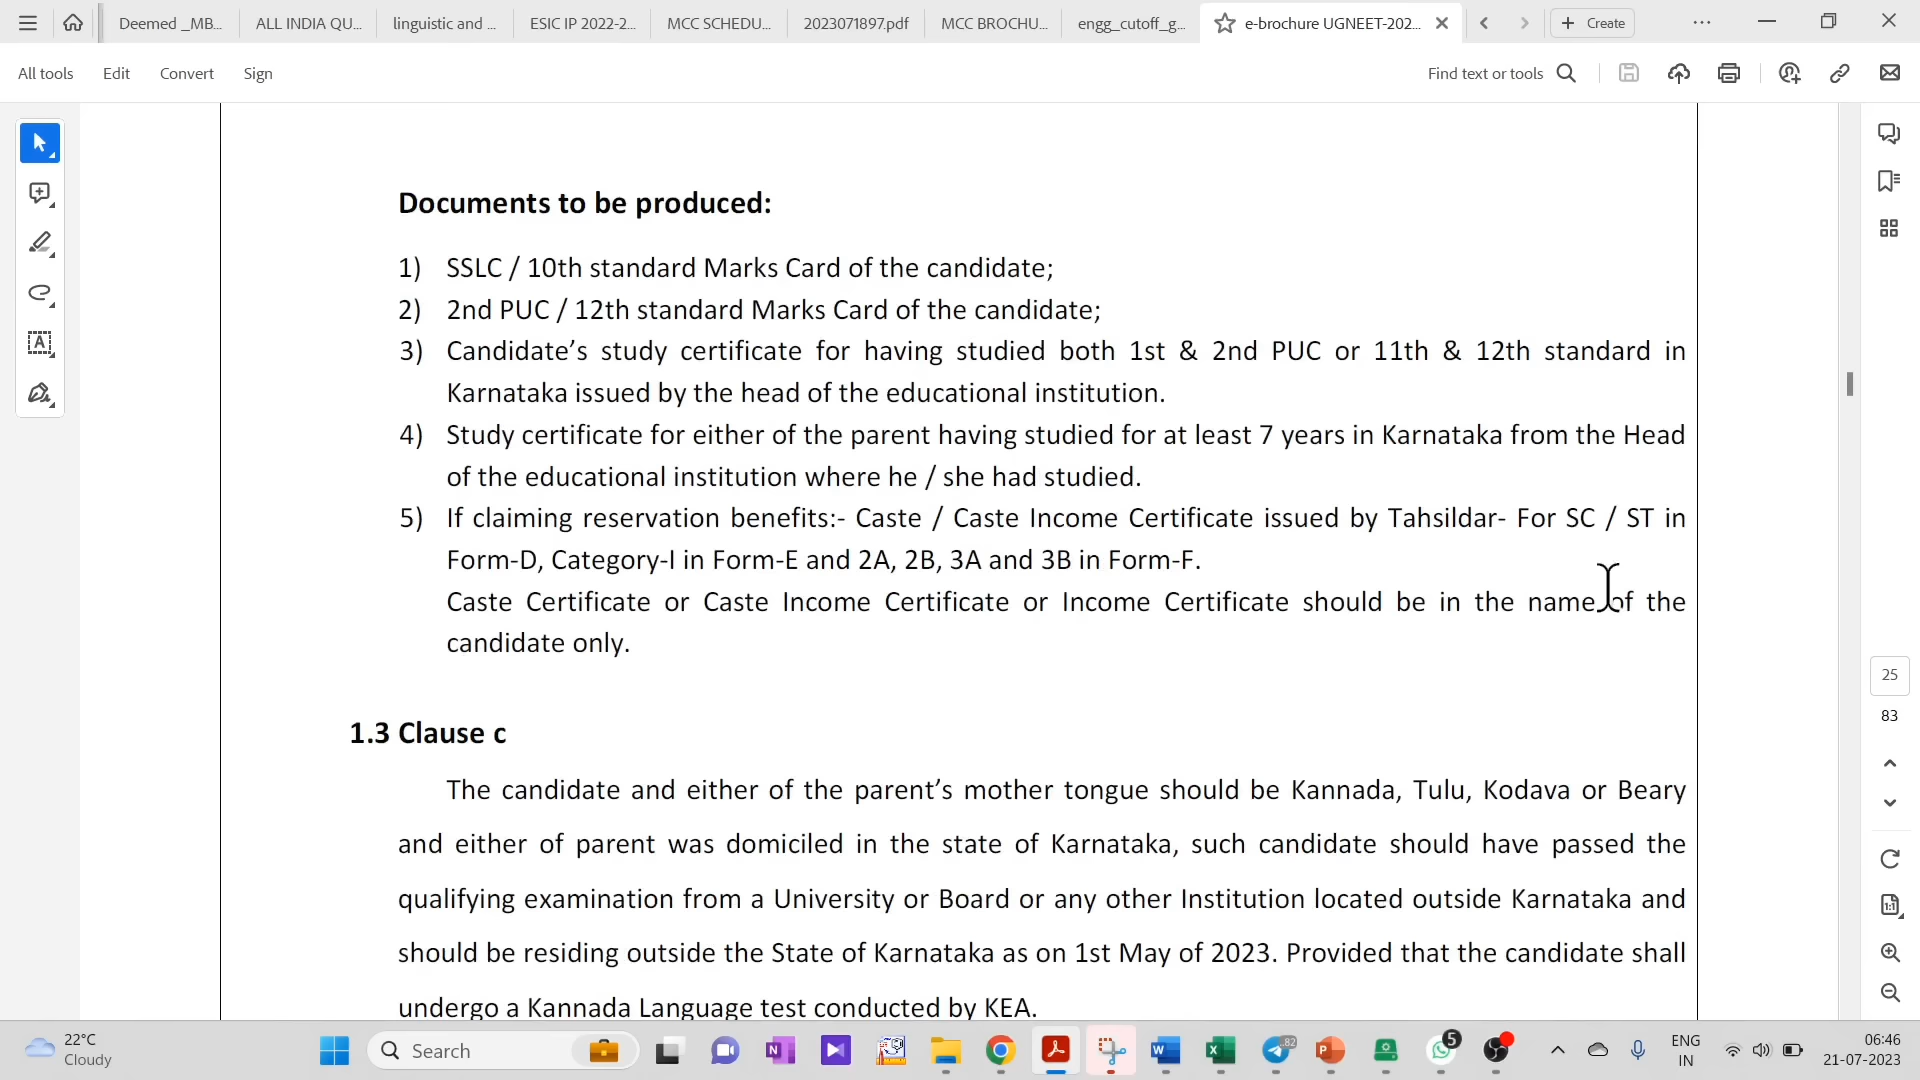 Deemed _MB...
ALL INDIA QU...
linguistic and ...
ESIC IP 2022-2...
MCC SCHEDU...
2023071897.pdf
MCC BROCHU...
engg_cutoff_g...
e-brochure UGNEET-202...
Create
All tools
Edit
Convert
Sign
Find text or tools
Documents to be produced:
1) SSLC / 10th standard Marks Card of the candidate;
2) 2nd PUC / 12th standard Marks Card of the candidate;
3) Candidate’s study certificate for having studied both 1st & 2nd PUC or 11th & 12th standard in
Karnataka issued by the head of the educational institution.
4) Study certificate for either of the parent having studied for at least 7 years in Karnataka from the Head
of the educational institution where he / she had studied.
5) If claiming reservation benefits:- Caste / Caste Income Certificate issued by Tahsildar- For SC / ST in
Form-D, Category-I in Form-E and 2A, 2B, 3A and 3B in Form-F.
Caste Certificate or Caste Income Certificate or Income Certificate should be in the name of the
candidate only.
1.3 Clause c
The candidate and either of the parent’s mother tongue should be Kannada, Tulu, Kodava or Beary
and either of parent was domiciled in the state of Karnataka, such candidate should have passed the
qualifying examination from a University or Board or any other Institution located outside Karnataka and
should be residing outside the State of Karnataka as on 1st May of 2023. Provided that the candidate shall
undergo a Kannada Language test conducted by KEA.
25
83
22°C
Cloudy
Search
82
5
ENG
IN
06:46
21-07-2023